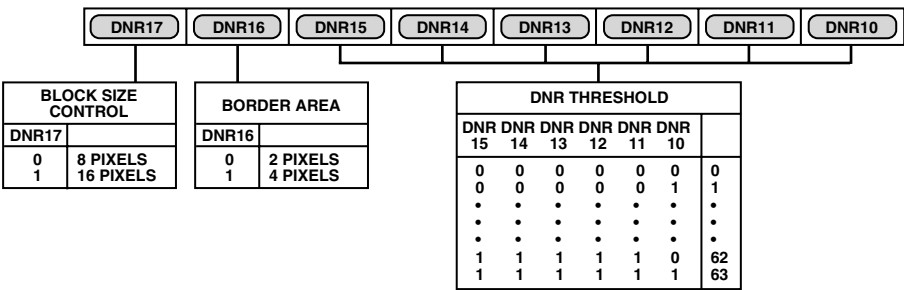 DNR17 DNR16 DNR15 DNR14 DNR13 DNR12 DNR11 DNR10
BLOCK SIZE
CONTROL
DNR17
0 8 PIXELS
1 16 PIXELS
BORDER AREA
DNR16
0 2 PIXELS
1 4 PIXELS
DNR THRESHOLD
DNR DNR DNR DNR DNR DNR
15 14 13 12 11 10
0 0 0 0 0 0 0
0 0 0 0 0 1 1
• • • • • • •
• • • • • • •
• • • • • • •
1 1 1 1 1 0 62
1 1 1 1 1 1 63